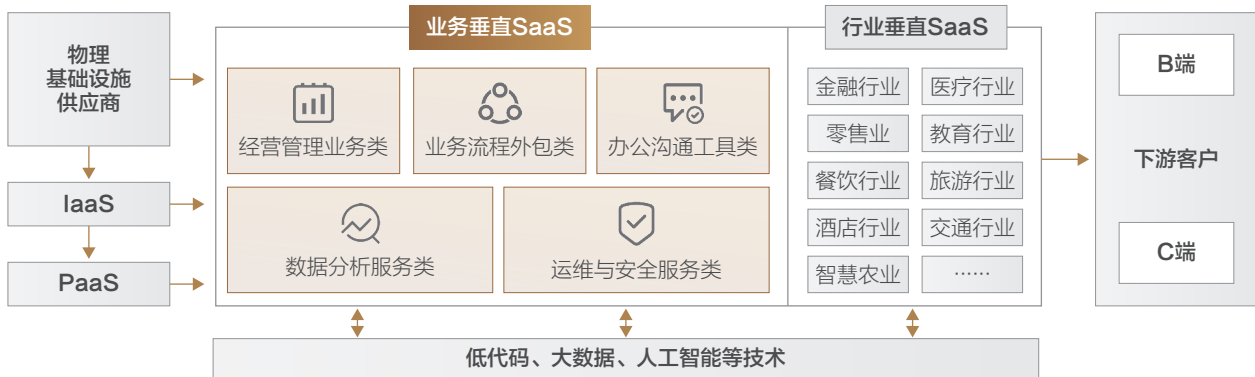 物理
基础设施
供应商
IaaS
PaaS
业务垂直SaaS
经营管理业务类
业务流程外包类
办公沟通工具类
数据分析服务类
运维与安全服务类
行业垂直SaaS
金融行业
医疗行业
零售业
教育行业
餐饮行业
旅游行业
酒店行业
交通行业
智慧农业
……
B端
下游客户
C端
低代码、大数据、人工智能等技术